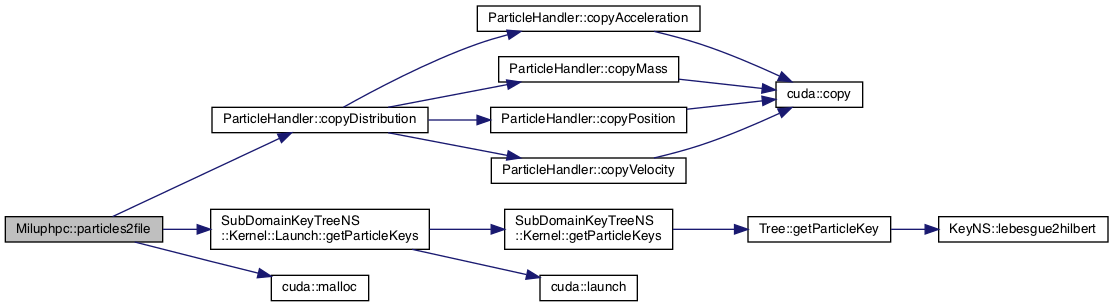 ParticleHandler::copyAcceleration
ParticleHandler::copyMass
cuda::copy
ParticleHandler::copyDistribution
ParticleHandler::copyPosition
ParticleHandler::copyVelocity
Miluphpc::particles2file
SubDomainKeyTreeNS
::Kernel::Launch::getParticleKeys
SubDomainKeyTreeNS
::Kernel::getParticleKeys
Tree::getParticleKey
KeyNS::lebesgue2hilbert
cuda::malloc
cuda::launch